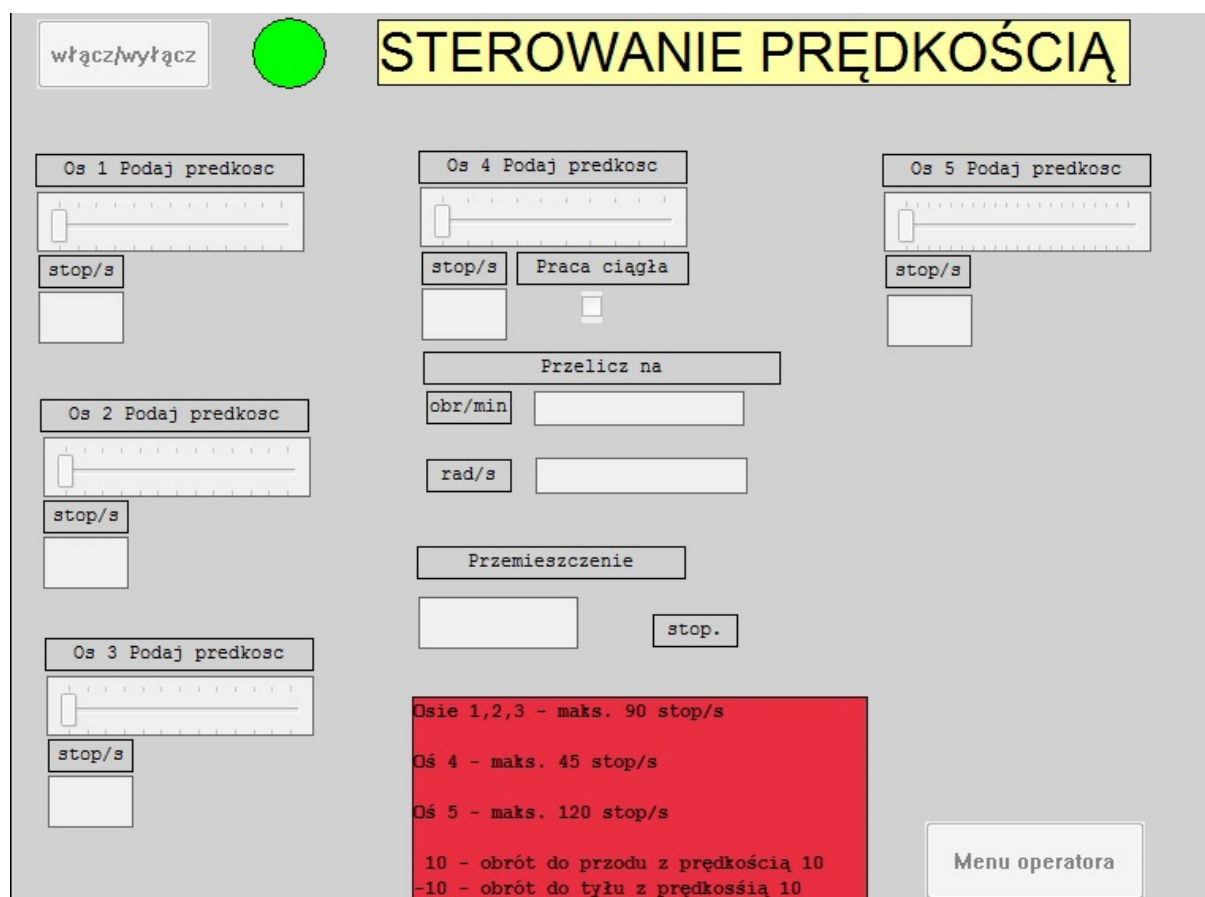 włącz/wyłącz
STEROWANIE PRĘDKOŚCIĄ
Os 1 Podaj predkosc
stop/s
Os 2 Podaj predkosc
stop/s
Os 3 Podaj predkosc
stop/s
Os 4 Podaj predkosc
stop/s
Praca ciągła
Przelicz na
obr/min
rad/s
Przemieszczenie
stop.
Os 5 Podaj predkosc
stop/s
Osie 1,2,3 - maks. 90 stop/s
Oś 4 - maks. 45 stop/s
Oś 5 - maks. 120 stop/s
10 - obrót do przodu z prędkością 10
-10 - obrót do tyłu z prędkosśią 10
Menu operatora